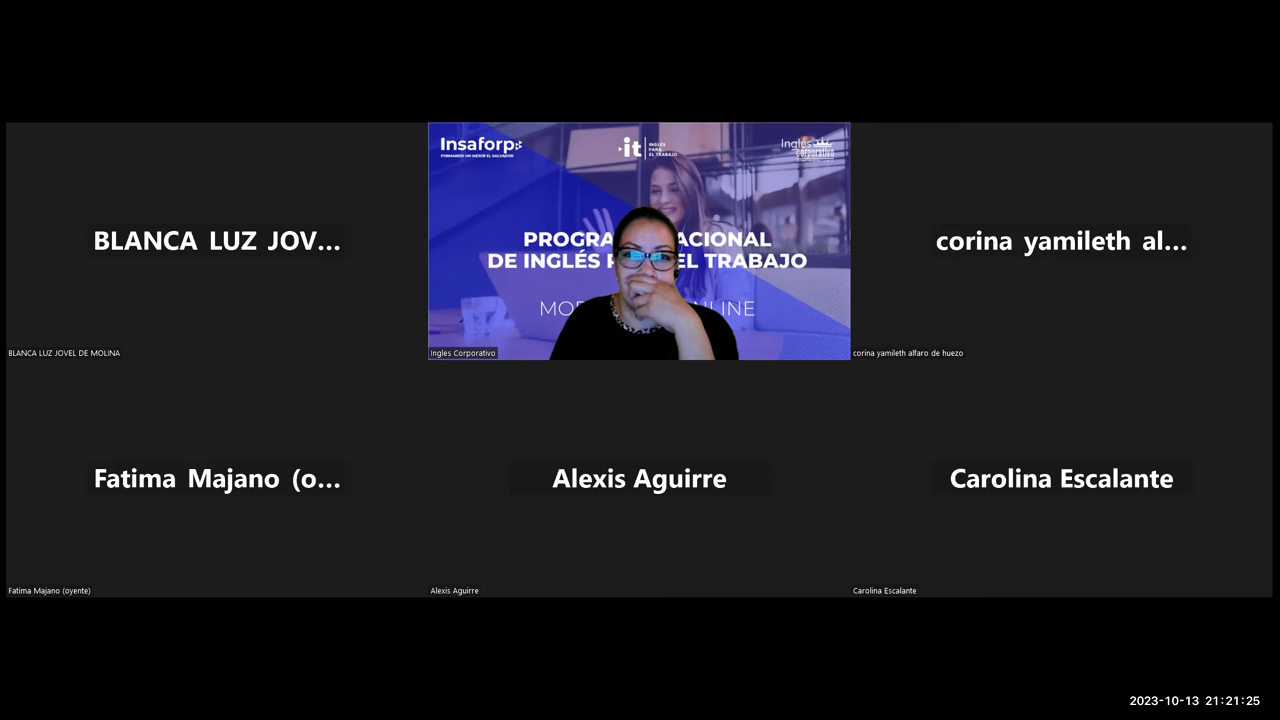 BLANCA LUZ JOV...
BLANCA LUZ JOVEL DE MOLINA
Insaforp
FORMANDO UN MEJOR EL SALVADOR
it INGLÉS
PARA
EL TRABAJO
Inglés
corporativo
PROGRA ACIONAL
DE INGLÉS P EL TRABAJO
MOD NLINE
Ingles Corporativo
corina yamileth al...
corina yamileth alfaro de huezo
Fatima Majano (o...
Fatima Majano (oyente)
Alexis Aguirre
Alexis Aguirre
Carolina Escalante
Carolina Escalante
2023-10-13 21:21:25